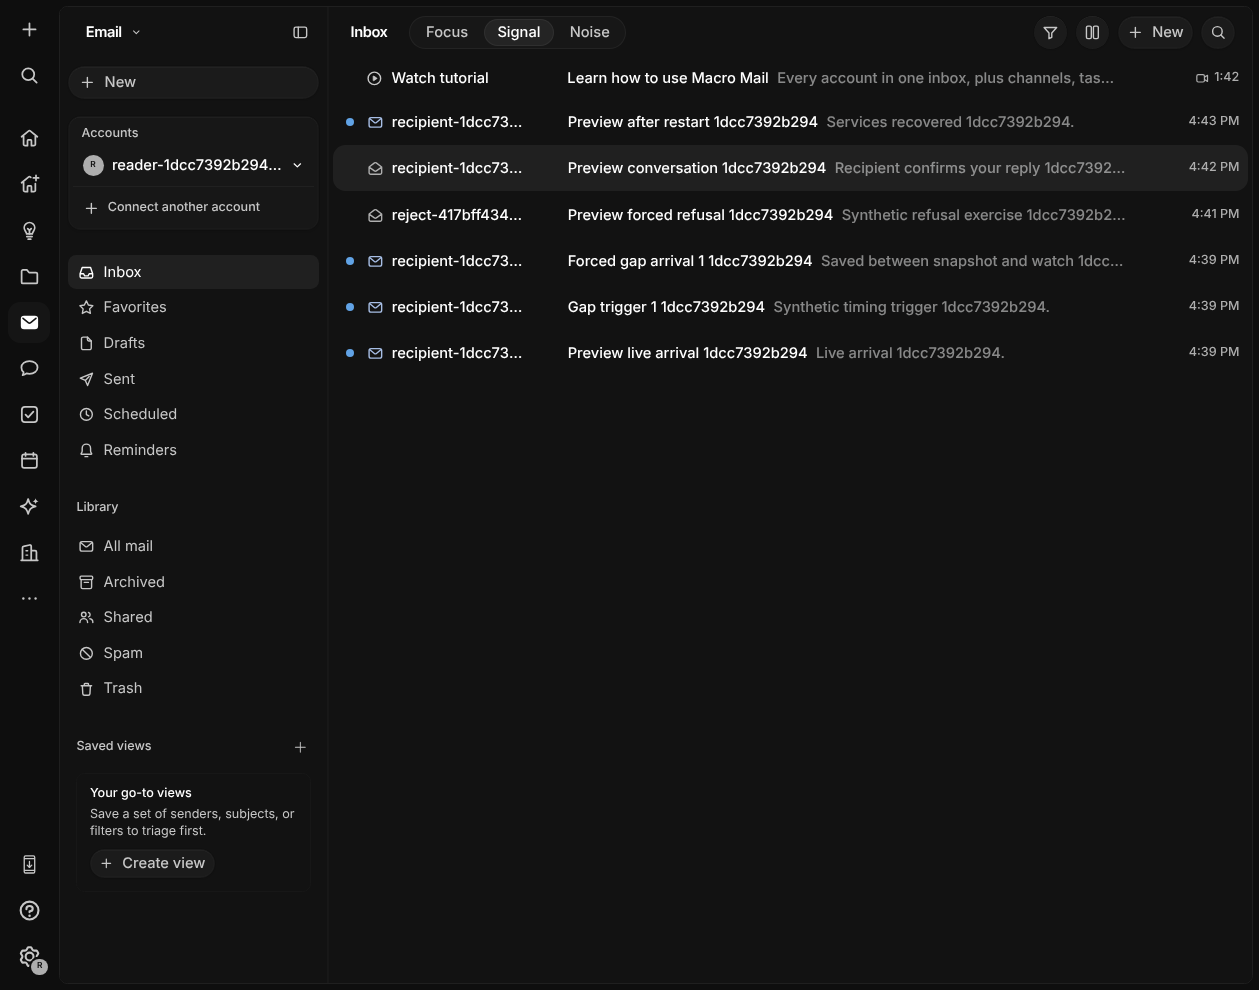 Email
New
Accounts
R
reader-1dcc7392b294...
Connect another account
Inbox
Favorites
Drafts
Sent
Scheduled
Reminders
Library
All mail
Archived
Shared
Spam
Trash
Saved views
Your go-to views
Save a set of senders, subjects, or
filters to triage first.
Create view
R
Inbox Focus Signal Noise New
Watch tutorial Learn how to use Macro Mail Every account in one inbox, plus channels, tas... 1:42
recipient-1dcc73... Preview after restart 1dcc7392b294 Services recovered 1dcc7392b294. 4:43 PM
recipient-1dcc73... Preview conversation 1dcc7392b294 Recipient confirms your reply 1dcc7392... 4:42 PM
reject-417bff434... Preview forced refusal 1dcc7392b294 Synthetic refusal exercise 1dcc7392b2... 4:41 PM
recipient-1dcc73... Forced gap arrival 1 1dcc7392b294 Saved between snapshot and watch 1dcc... 4:39 PM
recipient-1dcc73... Gap trigger 1 1dcc7392b294 Synthetic timing trigger 1dcc7392b294. 4:39 PM
recipient-1dcc73... Preview live arrival 1dcc7392b294 Live arrival 1dcc7392b294. 4:39 PM